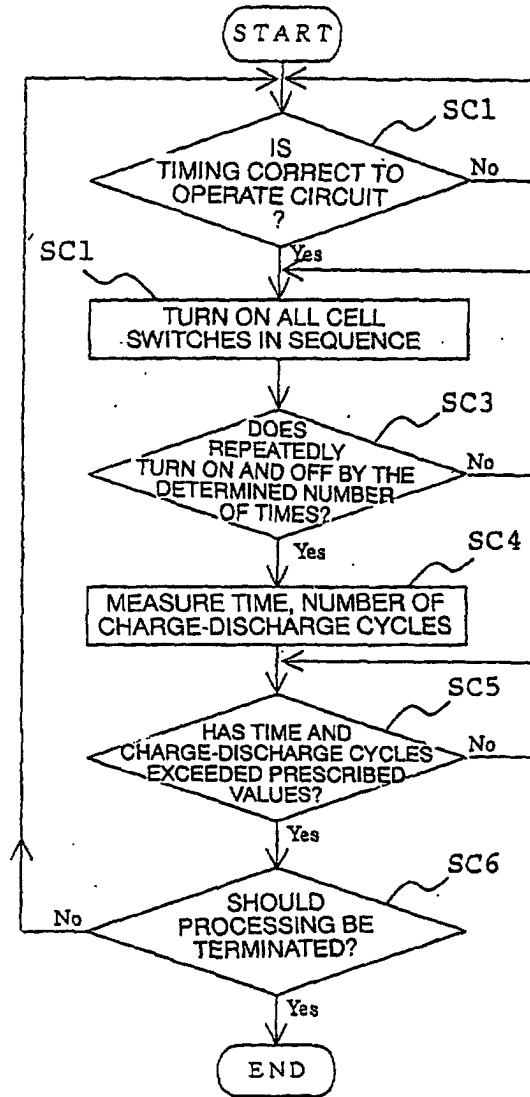 START
SC1
IS
TIMING CORRECT TO
OPERATE CIRCUIT
?
No
Yes
SC1
TURN ON ALL CELL
SWITCHES IN SEQUENCE
SC3
DOES
REPEATEDLY
TURN ON AND OFF BY THE
DETERMINED NUMBER
OF TIMES?
No
Yes
SC4
MEASURE TIME, NUMBER OF
CHARGE-DISCHARGE CYCLES
SC5
HAS TIME AND
CHARGE-DISCHARGE CYCLES
EXCEEDED PRESCRIBED
VALUES?
No
Yes
SC6
SHOULD
PROCESSING BE
TERMINATED?
No
Yes
END